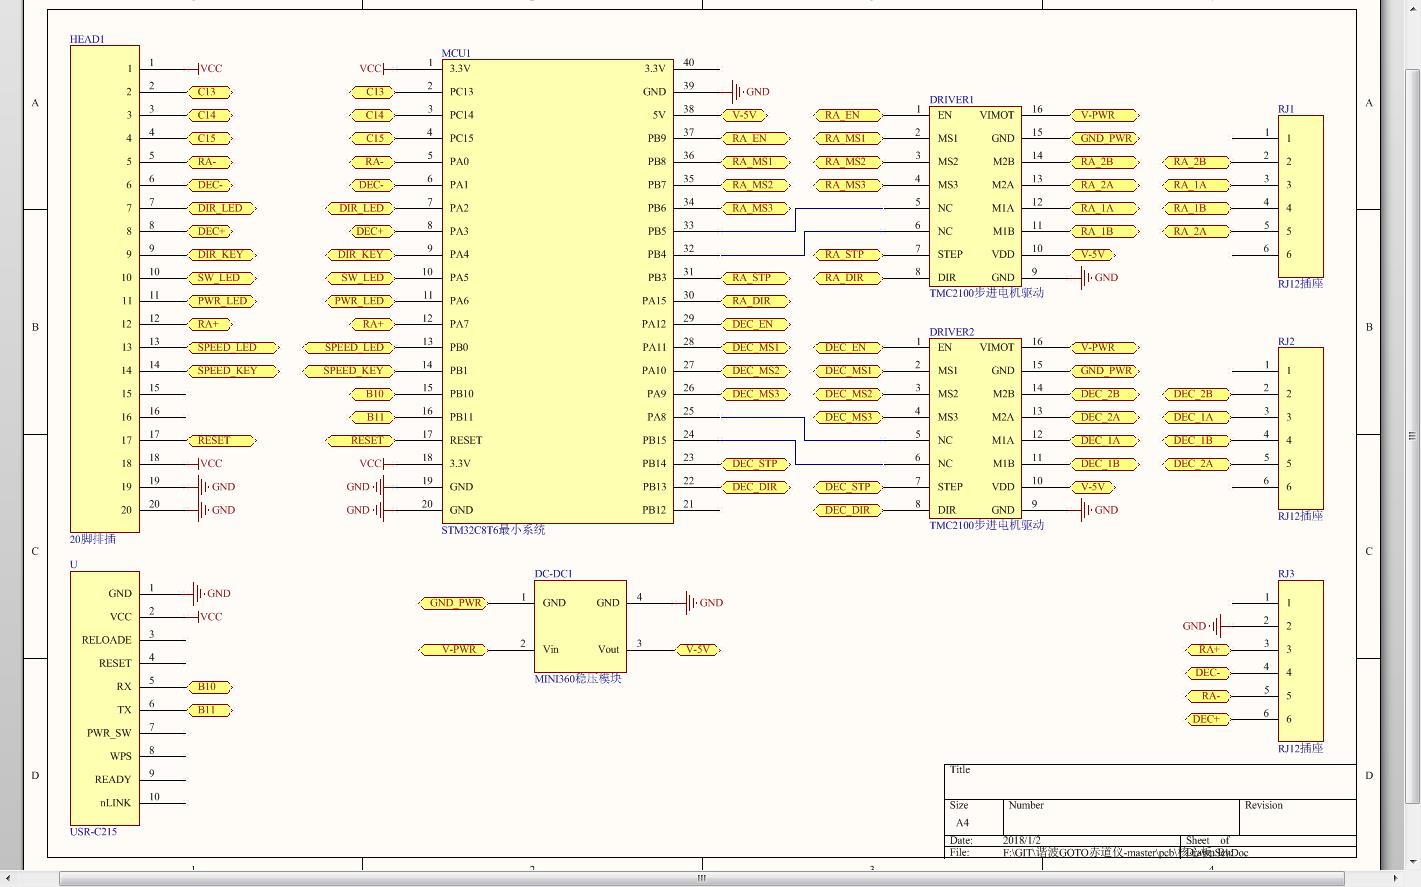 HEAD1
1 1 VCC
2 2 C13
3 3 C14
4 4 C15
5 5 RA-
6 6 DEC-
7 7 DIR_LED
8 8 DEC+
9 9 DIR_KEY
10 10 SW_LED
11 11 PWR_LED
12 12 RA+
13 13 SPEED_LED
14 14 SPEED_KEY
15 15
16 16
17 17 RESET
18 18 VCC
19 19 GND
20 20 GND
20脚排插
MCU1
VCC 1 3.3V 3.3V 40
C13 2 PC13 GND 39 GND
C14 3 PC14 5V 38 V-5V
C15 4 PC15 PB9 37 RA_EN
RA- 5 PA0 PB8 36 RA_MS1
DEC- 6 PA1 PB7 35 RA_MS2
DIR_LED 7 PA2 PB6 34 RA_MS3
DEC+ 8 PA3 PB5 33
DIR_KEY 9 PA4 PB4 32
SW_LED 10 PA5 PB3 31 RA_STP
PWR_LED 11 PA6 PA15 30 RA_DIR
RA+ 12 PA7 PA12 29 DEC_EN
SPEED_LED 13 PB0 PA11 28 DEC_MS1
SPEED_KEY 14 PB1 PA10 27 DEC_MS2
B10 15 PB10 PA9 26 DEC_MS3
B11 16 PB11 PA8 25
RESET 17 RESET PB15 24
VCC 18 3.3V PB14 23 DEC_STP
GND 19 GND PB13 22 DEC_DIR
GND 20 GND PB12 21
STM32C8T6最小系统
DRIVER1
RA_EN 1 EN VIMOT 16 V-PWR
RA_MS1 2 MS1 GND 15 GND_PWR
RA_MS2 3 MS2 M2B 14 RA_2B
RA_MS3 4 MS3 M2A 13 RA_2A
5 NC M1A 12 RA_1A
6 NC M1B 11 RA_1B
RA_STP 7 STEP VDD 10 V-5V
RA_DIR 8 DIR GND 9 GND
TMC2100步进电机驱动
RJ1
1 1
RA_2B 2 2
RA_1A 3 3
RA_1B 4 4
RA_2A 5 5
6 6
RJ12插座
DRIVER2
DEC_EN 1 EN VIMOT 16 V-PWR
DEC_MS1 2 MS1 GND 15 GND_PWR
DEC_MS2 3 MS2 M2B 14 DEC_2B
DEC_MS3 4 MS3 M2A 13 DEC_2A
5 NC M1A 12 DEC_1A
6 NC M1B 11 DEC_1B
DEC_STP 7 STEP VDD 10 V-5V
DEC_DIR 8 DIR GND 9 GND
TMC2100步进电机驱动
RJ2
1 1
DEC_2B 2 2
DEC_1A 3 3
DEC_1B 4 4
DEC_2A 5 5
6 6
RJ12插座
U
GND 1 GND
VCC 2 VCC
RELOADE 3
RESET 4
RX 5 B10
TX 6 B11
PWR_SW 7
WPS 8
READY 9
nLINK 10
USR-C215
DC-DC1
GND_PWR 1 GND GND 4 GND
V-PWR 2 Vin Vout 3 V-5V
MINI360稳压模块
RJ3
1 1
GND 2 2
RA+ 3 3
DEC- 4 4
RA- 5 5
DEC+ 6 6
RJ12插座
A A
B B
C C
D D
Title
Size Number Revision
A4
Date: 2018/1/2 Sheet of
File: F:\GIT\谐波GOTO赤道仪-master\pcb\